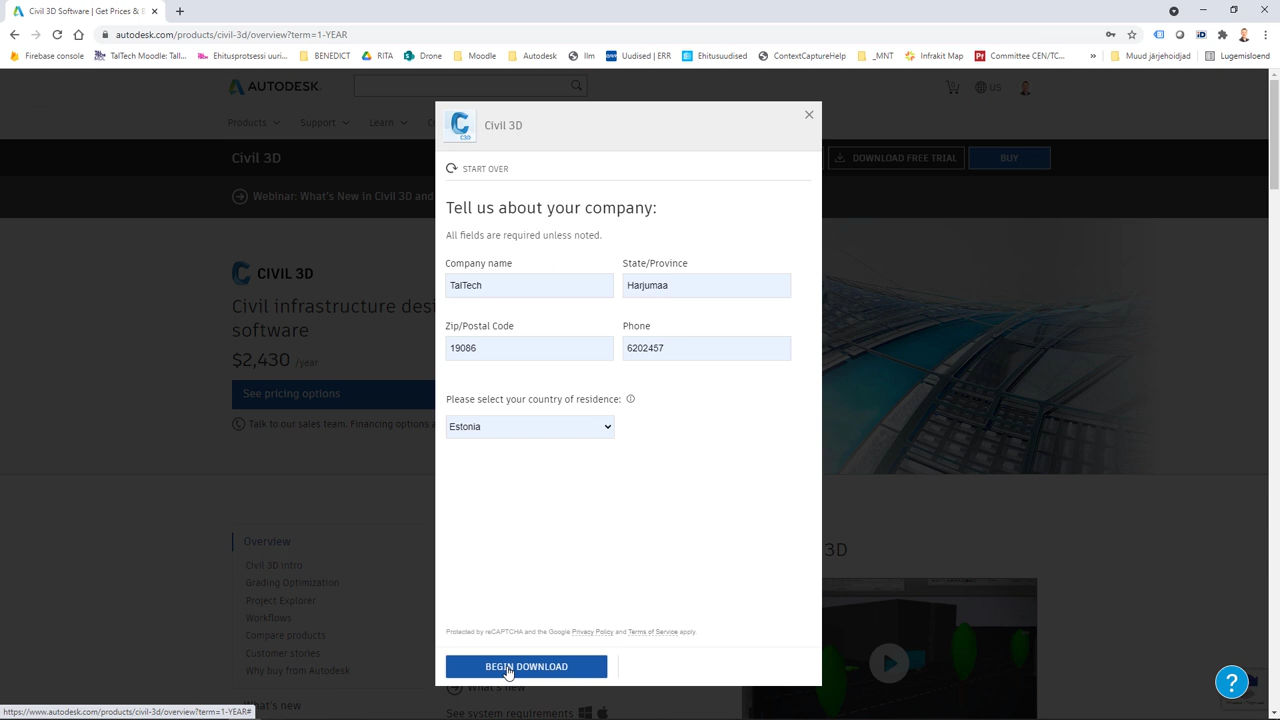 Civil 3D Software | Get Prices & B
autodesk.com/products/civil-3d/overview?term=1-YEAR
Firebase console
TalTech Moodle: Tall...
Ehitusprotsessi uuri...
BENEDICT
RITA
Drone
Moodle
Autodesk
Ilm
Uudised | ERR
Ehitusuudised
ContextCaptureHelp
_MNT
Infrakit Map
Committee CEN/TC...
»
Muud järjehoidjad
Lugemisloend
AUTODESK
US
Products
Support
Learn
Civil 3D
DOWNLOAD FREE TRIAL
BUY
Webinar: What's New in Civil 3D and
CIVIL 3D
Civil infrastructure des
software
$2,430 /year
See pricing options
Talk to our sales team. Financing options
Civil 3D
START OVER
Tell us about your company:
All fields are required unless noted.
Company name
State/Province
TalTech
Harjumaa
Zip/Postal Code
Phone
19086
6202457
Please select your country of residence:
Estonia
Protected by reCAPTCHA and the Google Privacy Policy and Terms of Service apply.
BEGIN DOWNLOAD
Overview
Civil 3D intro
Grading Optimization
Project Explorer
Workflows
Compare products
Customer stories
Why buy from Autodesk
What's new
3D
What's new
See system requirements
?
https://www.autodesk.com/products/civil-3d/overview?term=1-YEAR#